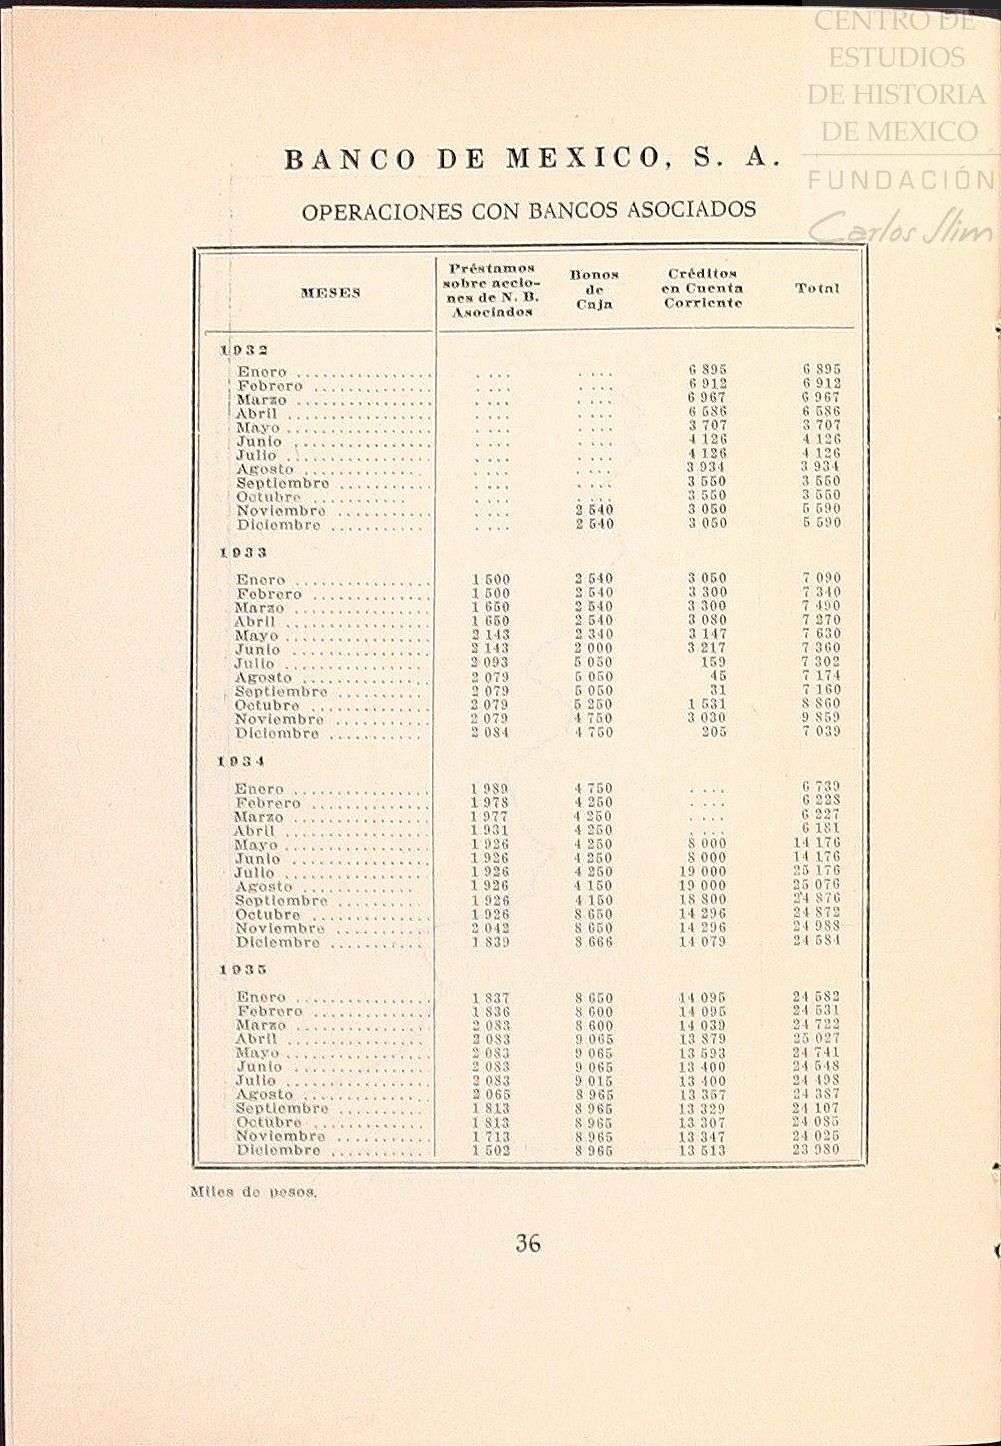 CENTRO DE
ESTUDIOS
DE HISTORIA
DE MEXICO
FUNDACIÓN
Carlos Slim
BANCO DE MEXICO, S. A.
OPERACIONES CON BANCOS ASOCIADOS
MESES Préstamos sobre accio- nes de N. B. Asociados Bonos de Caja Créditos en Cuenta Corriente Total
1932
Enero ................ .... .... 6 895 6 895
Febrero .............. .... .... 6 912 6 912
Marzo ................ .... .... 6 967 6 967
Abril ................. .... .... 6 586 6 586
Mayo ................. .... .... 3 707 3 707
Junio ................ .... .... 4 126 4 126
Julio ................. .... .... 4 126 4 126
Agosto .............. .... .... 3 934 3 934
Septiembre ........... .... .... 3 550 3 550
Octubre ........... .... .... 3 550 3 550
Noviembre ........... .... 2 540 3 050 5 590
Diciembre ........... .... 2 540 3 050 5 590
1933
Enero ................ 1 500 2 540 3 050 7 090
Febrero .............. 1 500 2 540 3 300 7 340
Marzo ................ 1 650 2 540 3 300 7 490
Abril ................. 1 650 2 540 3 080 7 270
Mayo ................. 2 143 2 340 3 147 7 630
Junio ................ 2 143 2 000 3 217 7 360
Julio ................. 2 093 5 050 159 7 302
Agosto ............... 2 079 5 050 45 7 174
Septiembre .......... 2 079 5 050 31 7 160
Octubre .............. 2 079 5 250 1 531 8 860
Noviembre ........... 2 079 4 750 3 030 9 859
Diciembre ........... 2 084 4 750 205 7 039
1934
Enero ................ 1 989 4 750 .... 6 739
Febrero .............. 1 978 4 250 .... 6 228
Marzo ................ 1 977 4 250 .... 6 227
Abril ................. 1 931 4 250 .... 6 181
Mayo ................. 1 926 4 250 8 000 14 176
Junio ................ 1 926 4 250 8 000 14 176
Julio ................. 1 926 4 250 19 000 25 176
Agosto ............. 1 926 4 150 19 000 25 076
Septiembre .......... 1 926 4 150 18 800 24 876
Octubre .............. 1 926 8 650 14 296 24 872
Noviembre ........... 2 042 8 650 14 296 24 988
Diciembre ........... 1 839 8 666 14 079 24 584
1935
Enero ................ 1 837 8 650 14 095 24 582
Febrero .............. 1 836 8 600 14 095 24 531
Marzo ................ 2 083 8 600 14 039 24 722
Abril ................. 2 083 9 065 13 879 25 027
Mayo ................. 2 083 9 065 13 593 24 741
Junio ................ 2 083 9 065 13 400 24 548
Julio ................. 2 083 9 015 13 400 24 498
Agosto ............... 2 065 8 965 13 357 24 387
Septiembre .......... 1 813 8 965 13 329 24 107
Octubre .............. 1 813 8 965 13 307 24 085
Noviembre ........... 1 713 8 965 13 347 24 025
Diciembre ........... 1 502 8 965 13 513 23 980
Miles de pesos.
36